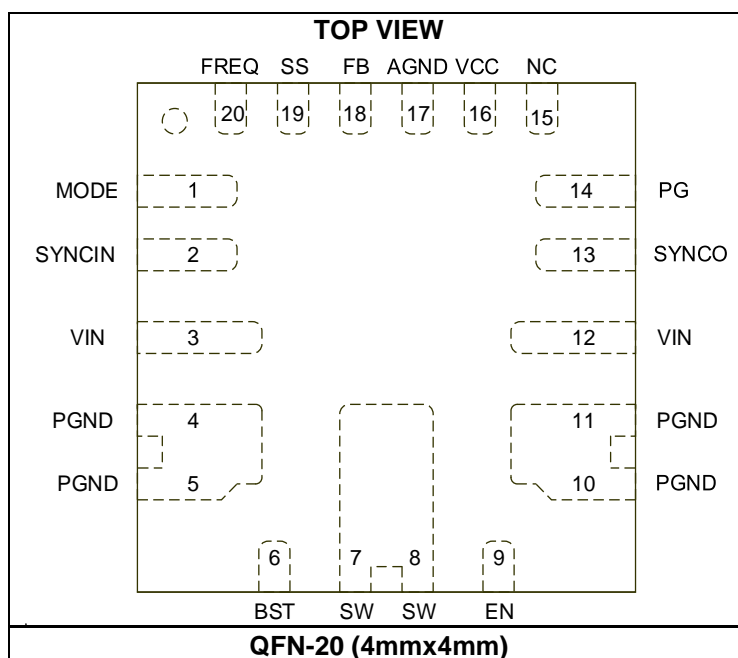 TOP VIEW
FREQ SS FB AGND VCC NC
20 19 18 17 16 15
MODE 1 14 PG
SYNCIN 2 13 SYNCO
VIN 3 12 VIN
PGND 4 11 PGND
PGND 5 10 PGND
6 7 8 9
BST SW SW EN
QFN-20 (4mmx4mm)